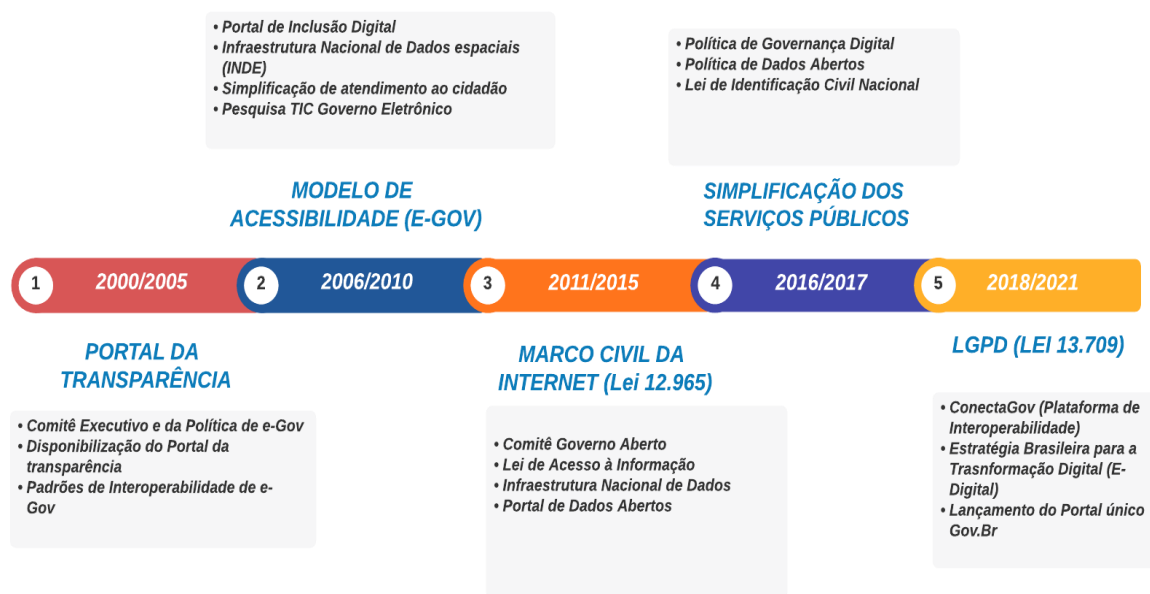 • Portal de Inclusão Digital
• Infraestrutura Nacional de Dados espaciais
(INDE)
• Simplificação de atendimento ao cidadão
• Pesquisa TIC Governo Eletrônico
• Política de Governança Digital
• Política de Dados Abertos
• Lei de Identificação Civil Nacional
MODELO DE
ACESSIBILIDADE (E-GOV)
SIMPLIFICAÇÃO DOS
SERVIÇOS PÚBLICOS
1 2000/2005 2 2006/2010 3 2011/2015 4 2016/2017 5 2018/2021
PORTAL DA
TRANSPARÊNCIA
• Comitê Executivo e da Política de e-Gov
• Disponibilização do Portal da
transparência
• Padrões de Interoperabilidade de e-
Gov
MARCO CIVIL DA
INTERNET (Lei 12.965)
• Comitê Governo Aberto
• Lei de Acesso à Informação
• Infraestrutura Nacional de Dados
• Portal de Dados Abertos
LGPD (LEI 13.709)
• ConectaGov (Plataforma de
Interoperabilidade)
• Estratégia Brasileira para a
Trasnformação Digital (E-
Digital)
• Lançamento do Portal único
Gov.Br